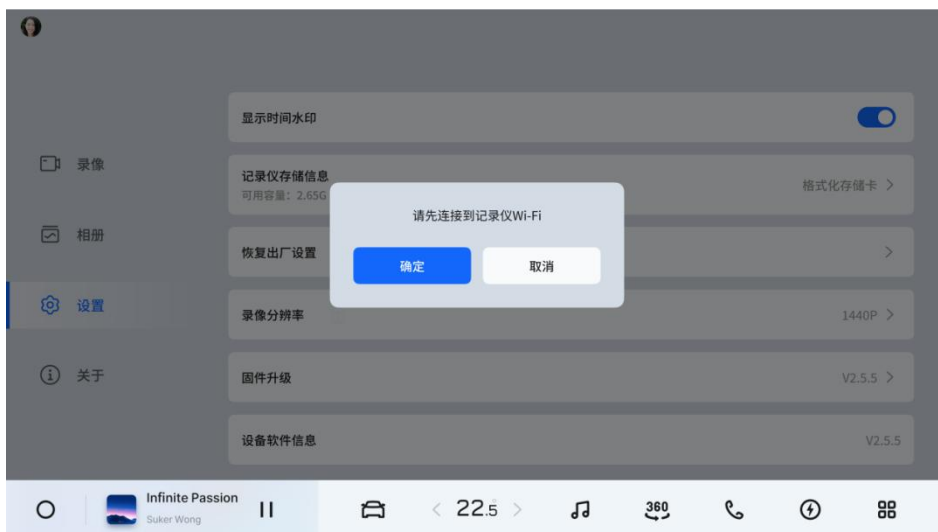 显示时间水印
录像
记录仪存储信息
可用容量：2.65G
格式化存储卡 >
请先连接到记录仪Wi-Fi
相册
恢复出厂设置
>
确定
取消
设置
录像分辨率
1440P >
关于
固件升级
V2.5.5 >
设备软件信息
V2.5.5
Infinite Passion
Suker Wong
< 22.5 >
360